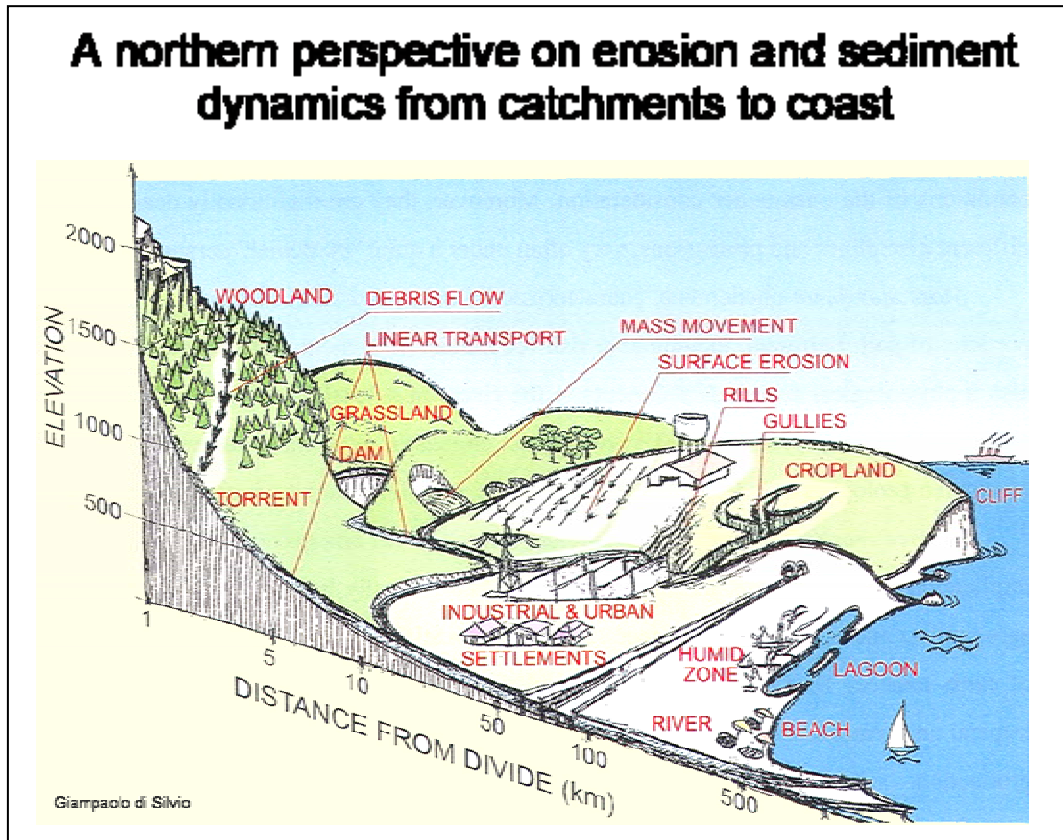 A northern perspective on erosion and sediment
dynamics from catchments to coast
ELEVATION
2000
1500
1000
500
WOODLAND
DEBRIS FLOW
LINEAR TRANSPORT
MASS MOVEMENT
SURFACE EROSION
RILLS
GULLIES
GRASSLAND
DAM
CROPLAND
CLIFF
TORRENT
INDUSTRIAL & URBAN
SETTLEMENTS
HUMID
ZONE
LAGOON
RIVER
BEACH
1
5
10
50
100
500
DISTANCE FROM DIVIDE (km)
Giampaolo di Silvio